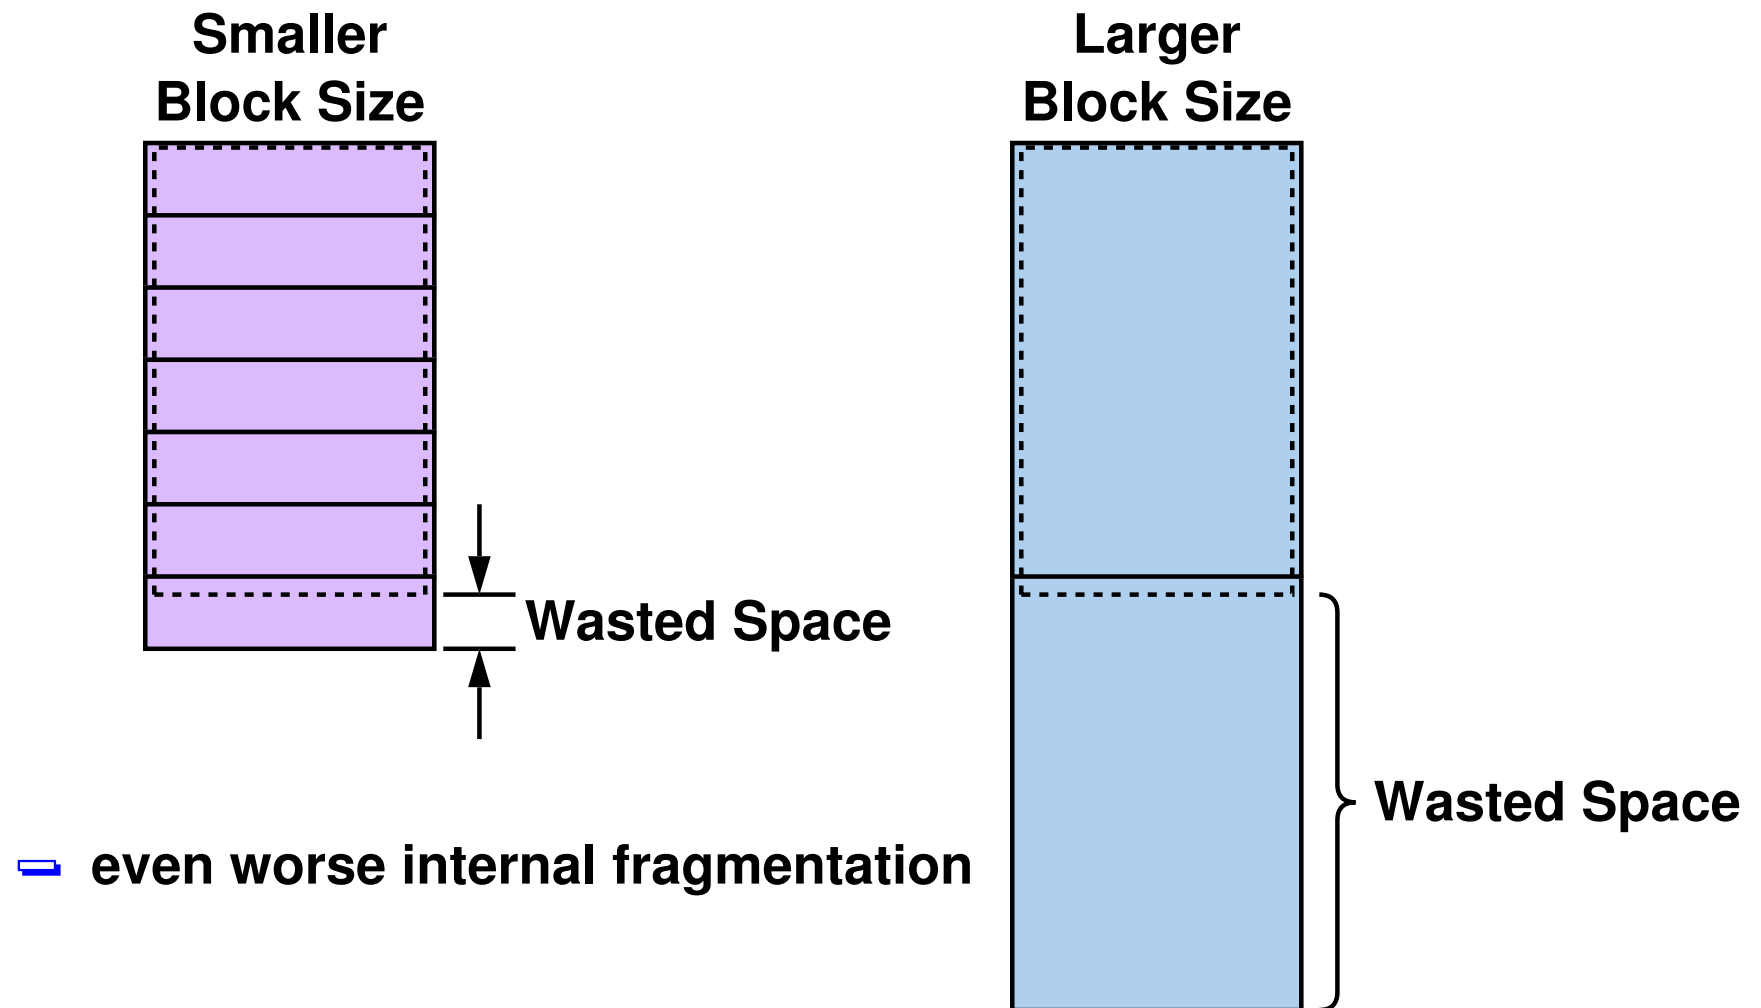 Smaller
Block Size
Larger
Block Size
Wasted Space
Wasted Space
even worse internal fragmentation